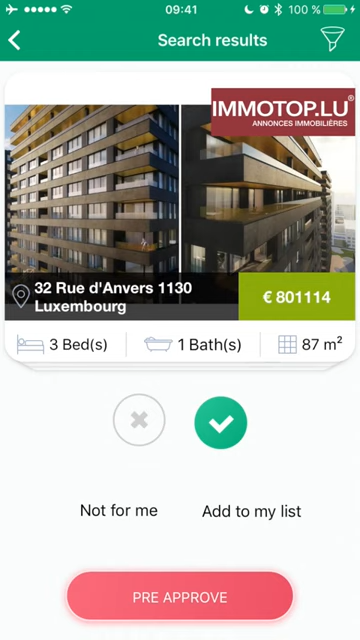 09:41
100 %
Search results
IMMOTOP.LU®
ANNONCES IMMOBILIÈRES
32 Rue d'Anvers 1130
Luxembourg
€ 801114
3 Bed(s)
1 Bath(s)
87 m²
Not for me
Add to my list
PRE APPROVE